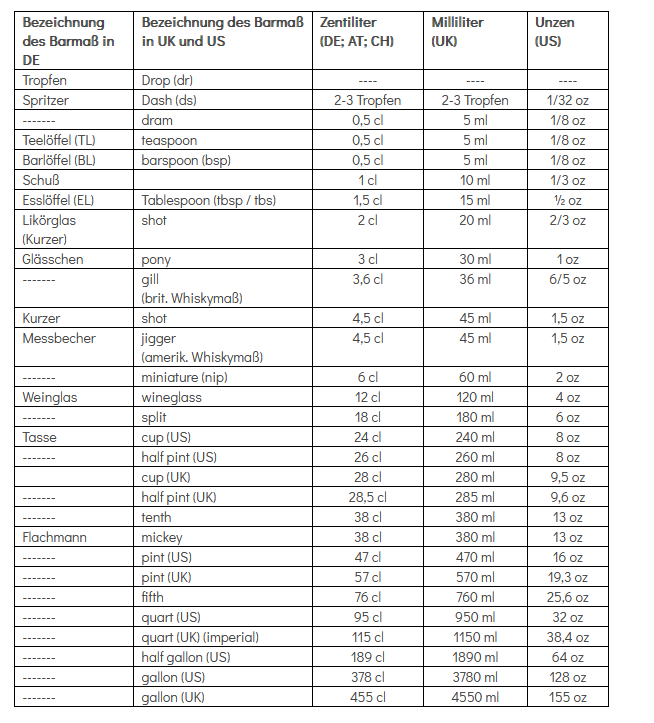 Bezeichnung des Barmaß in DE | Bezeichnung des Barmaß in UK und US | Zentiliter (DE; AT; CH) | Milliliter (UK) | Unzen (US)
Tropfen | Drop (dr) | ---- | ---- | ----
Spritzer | Dash (ds) | 2-3 Tropfen | 2-3 Tropfen | 1/32 oz
------- | dram | 0,5 cl | 5 ml | 1/8 oz
Teelöffel (TL) | teaspoon | 0,5 cl | 5 ml | 1/8 oz
Barlöffel (BL) | barspoon (bsp) | 0,5 cl | 5 ml | 1/8 oz
Schuß | | 1 cl | 10 ml | 1/3 oz
Esslöffel (EL) | Tablespoon (tbsp / tbs) | 1,5 cl | 15 ml | ½ oz
Likörglas (Kurzer) | shot | 2 cl | 20 ml | 2/3 oz
Glässchen | pony | 3 cl | 30 ml | 1 oz
------- | gill (brit. Whiskymaß) | 3,6 cl | 36 ml | 6/5 oz
Kurzer | shot | 4,5 cl | 45 ml | 1,5 oz
Messbecher | jigger (amerik. Whiskymaß) | 4,5 cl | 45 ml | 1,5 oz
------- | miniature (nip) | 6 cl | 60 ml | 2 oz
Weinglas | wineglass | 12 cl | 120 ml | 4 oz
------- | split | 18 cl | 180 ml | 6 oz
Tasse | cup (US) | 24 cl | 240 ml | 8 oz
------- | half pint (US) | 26 cl | 260 ml | 8 oz
 | cup (UK) | 28 cl | 280 ml | 9,5 oz
------- | half pint (UK) | 28,5 cl | 285 ml | 9,6 oz
------- | tenth | 38 cl | 380 ml | 13 oz
Flachmann | mickey | 38 cl | 380 ml | 13 oz
------- | pint (US) | 47 cl | 470 ml | 16 oz
------- | pint (UK) | 57 cl | 570 ml | 19,3 oz
------- | fifth | 76 cl | 760 ml | 25,6 oz
------- | quart (US) | 95 cl | 950 ml | 32 oz
------- | quart (UK) (imperial) | 115 cl | 1150 ml | 38,4 oz
------- | half gallon (US) | 189 cl | 1890 ml | 64 oz
------- | gallon (US) | 378 cl | 3780 ml | 128 oz
------- | gallon (UK) | 455 cl | 4550 ml | 155 oz